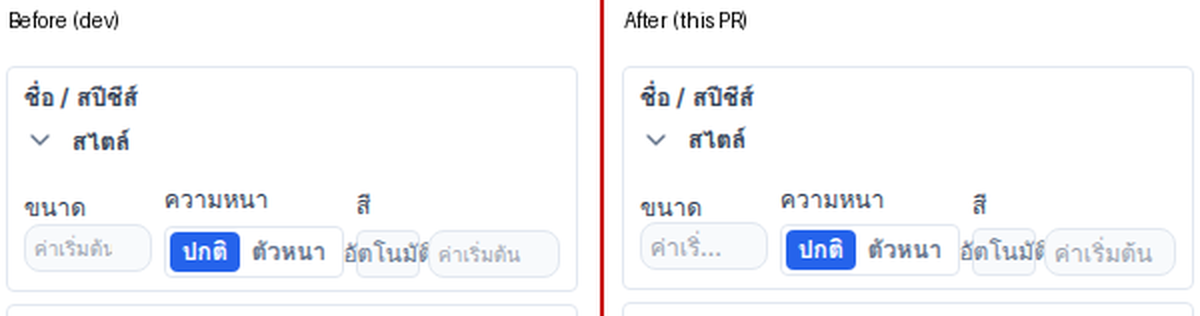 Before (dev)
ชื่อ / สปีชีส์
สไตล์
ขนาด ความหนา สี
ค่าเริ่มต้น ปกติ ตัวหนา อัตโนมัติ ค่าเริ่มต้น
After (this PR)
ชื่อ / สปีชีส์
สไตล์
ขนาด ความหนา สี
ค่าเริ่... ปกติ ตัวหนา อัตโนมัติ ค่าเริ่มต้น